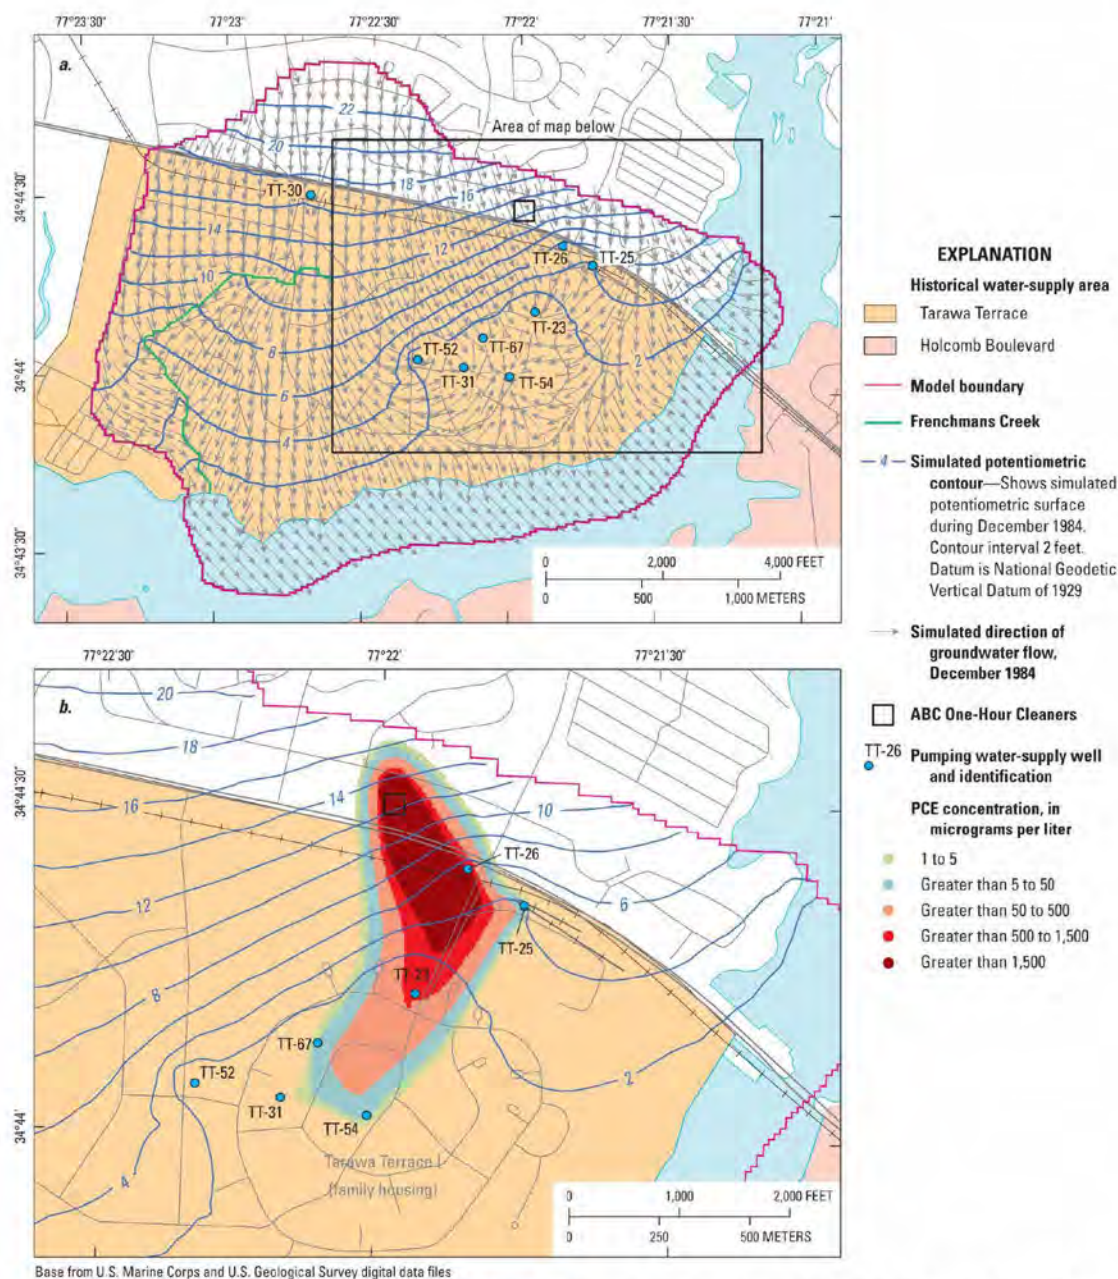 77°23'30"
77°23'
77°22'30"
77°22'
77°21'30"
77°21'
a.
22
Area of map below
20
34°44'30"
TT-30
18
16
14
12
TT-26
TT-25
10
TT-23
8
TT-52
TT-67
2
34°44'
TT-31
TT-54
6
4
34°43'30"
0 2,000 4,000 FEET
0 500 1,000 METERS
EXPLANATION
Historical water-supply area
Tarawa Terrace
Holcomb Boulevard
Model boundary
Frenchmans Creek
4 Simulated potentiometric
contour—Shows simulated
potentiometric surface
during December 1984.
Contour interval 2 feet.
Datum is National Geodetic
Vertical Datum of 1929
Simulated direction of
groundwater flow,
December 1984
ABC One-Hour Cleaners
TT-26 Pumping water-supply well
and identification
PCE concentration, in
micrograms per liter
1 to 5
Greater than 5 to 50
Greater than 50 to 500
Greater than 500 to 1,500
Greater than 1,500
77°22'30"
77°22'
77°21'30"
b.
20
18
34°44'30"
16
14
10
TT-26
12
6
TT-25
8
TT-23
TT-67
2
TT-52
TT-31
34°44'
TT-54
4
Tarawa Terrace I
(family housing)
0 1,000 2,000 FEET
0 250 500 METERS
Base from U.S. Marine Corps and U.S. Geological Survey digital data files